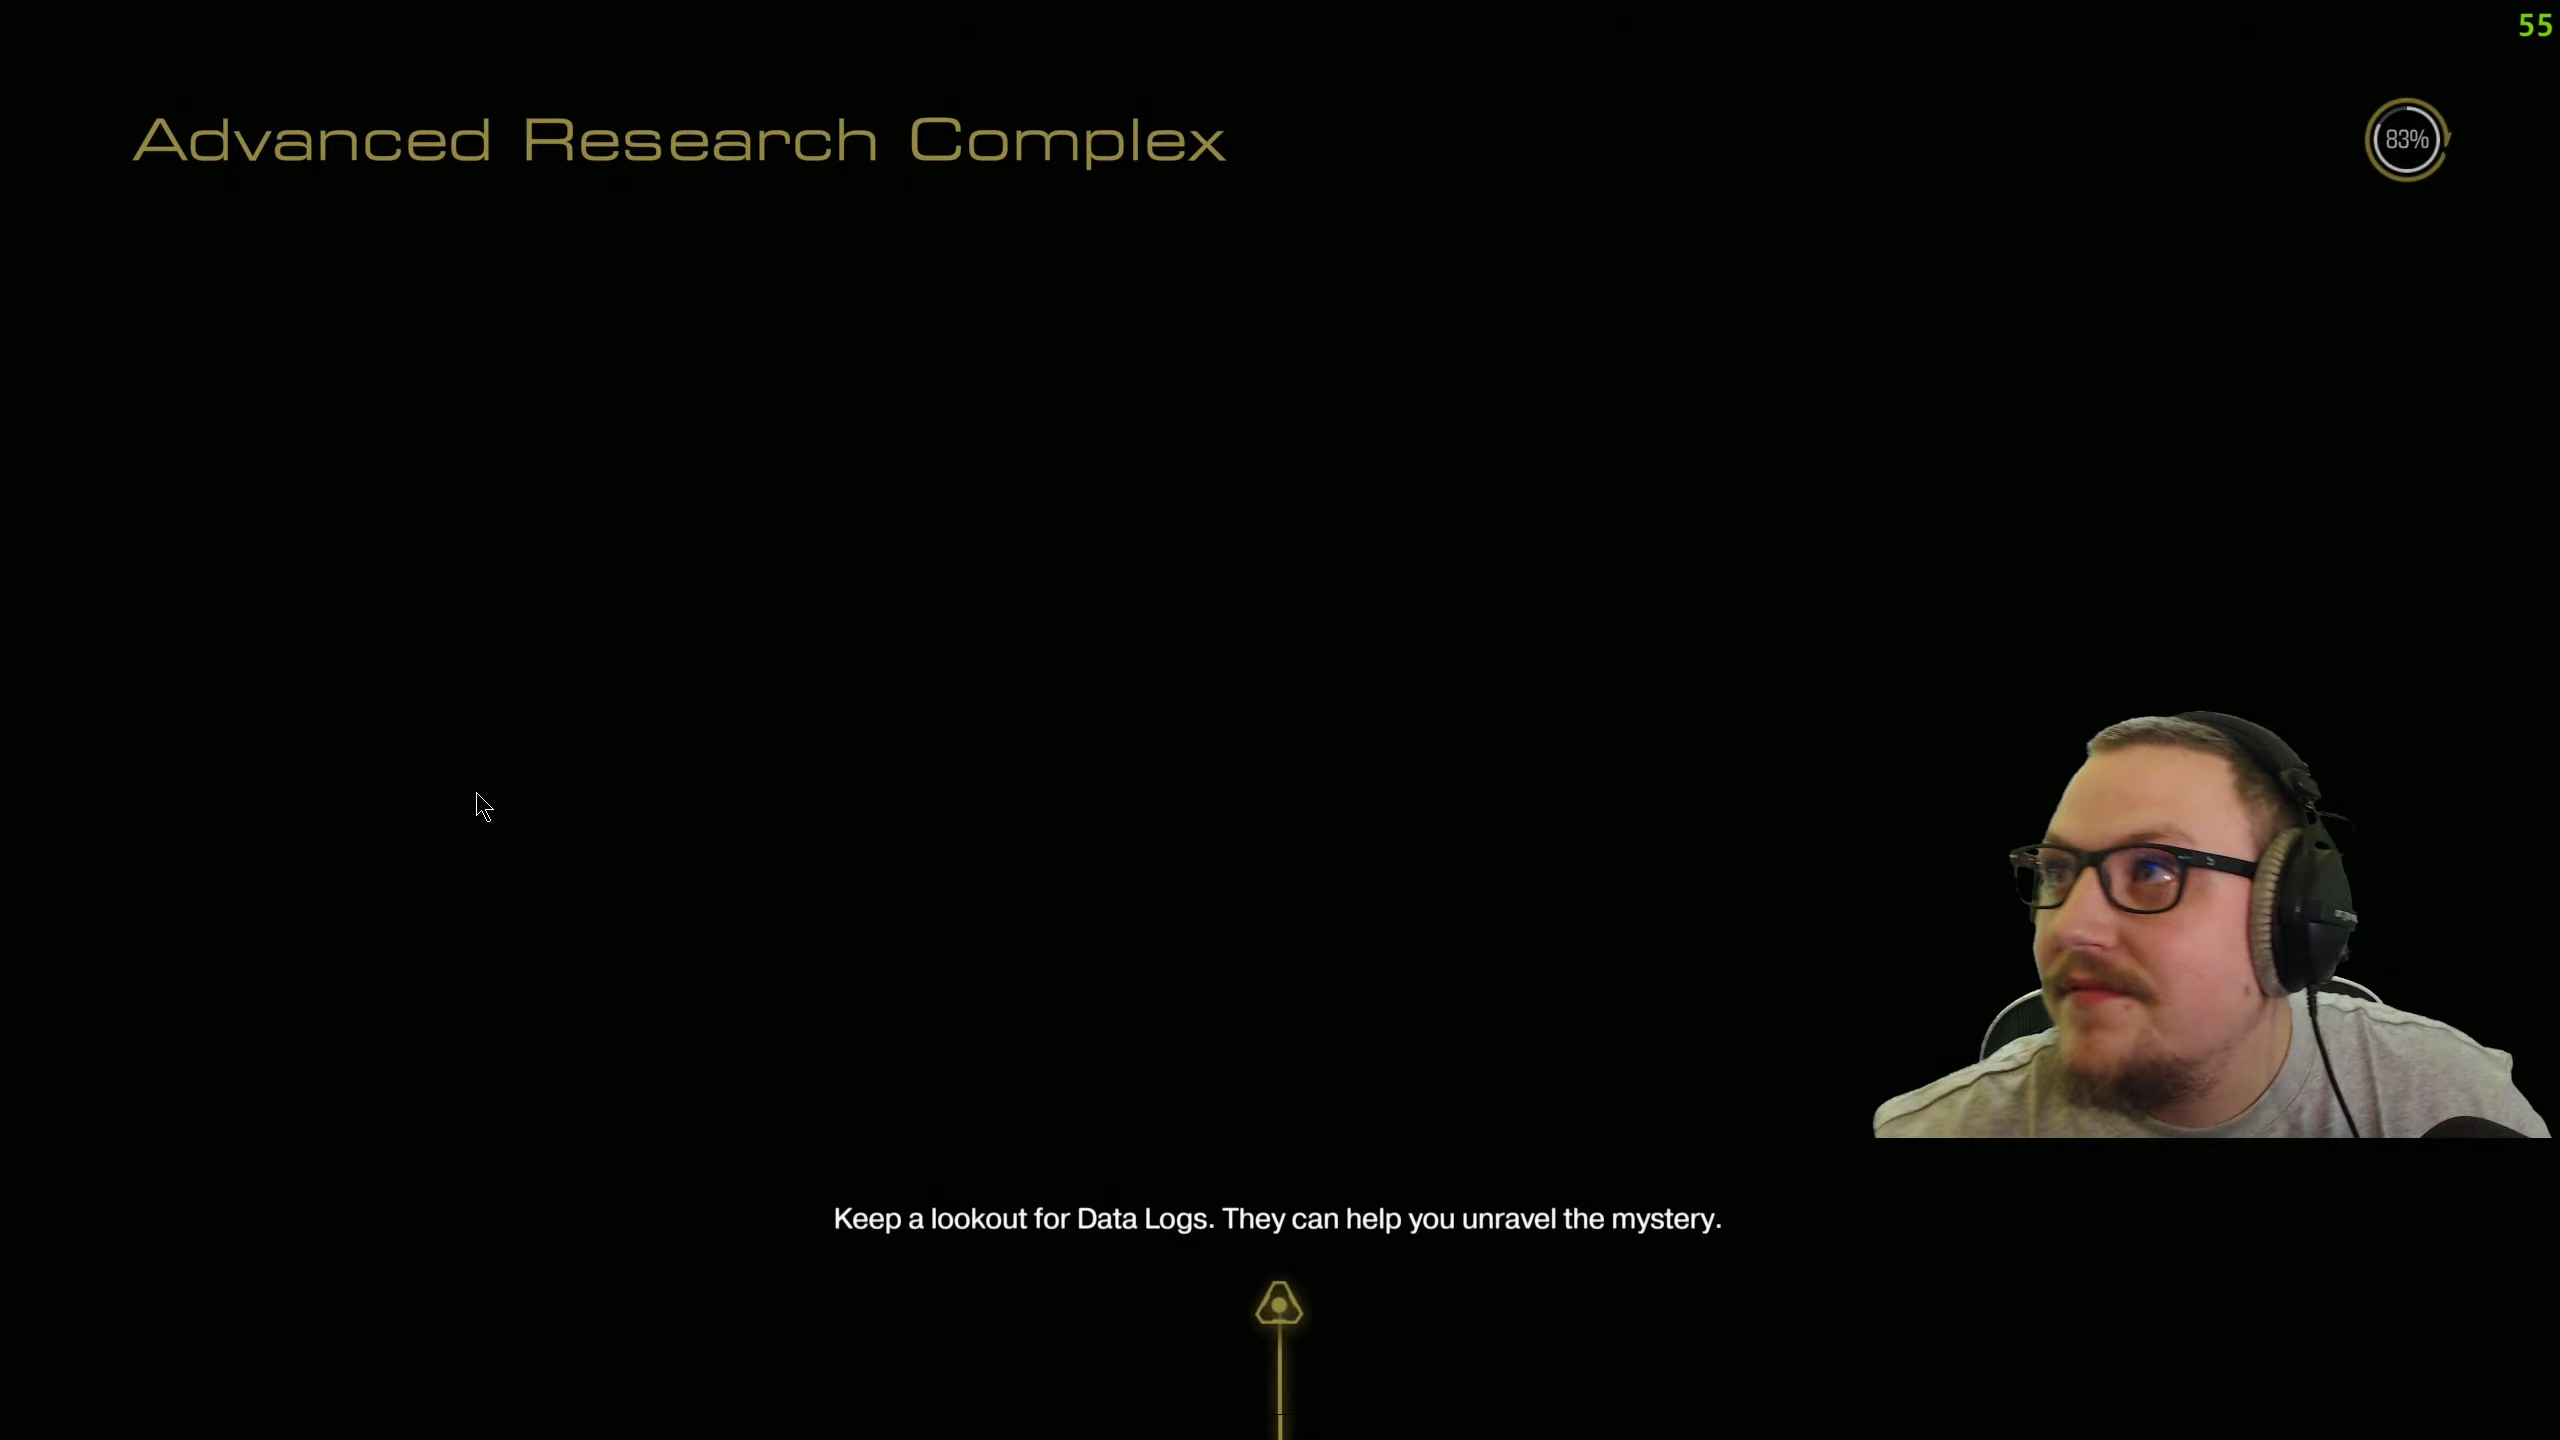 55
Advanced Research Complex
83%
Keep a lookout for Data Logs. They can help you unravel the mystery.